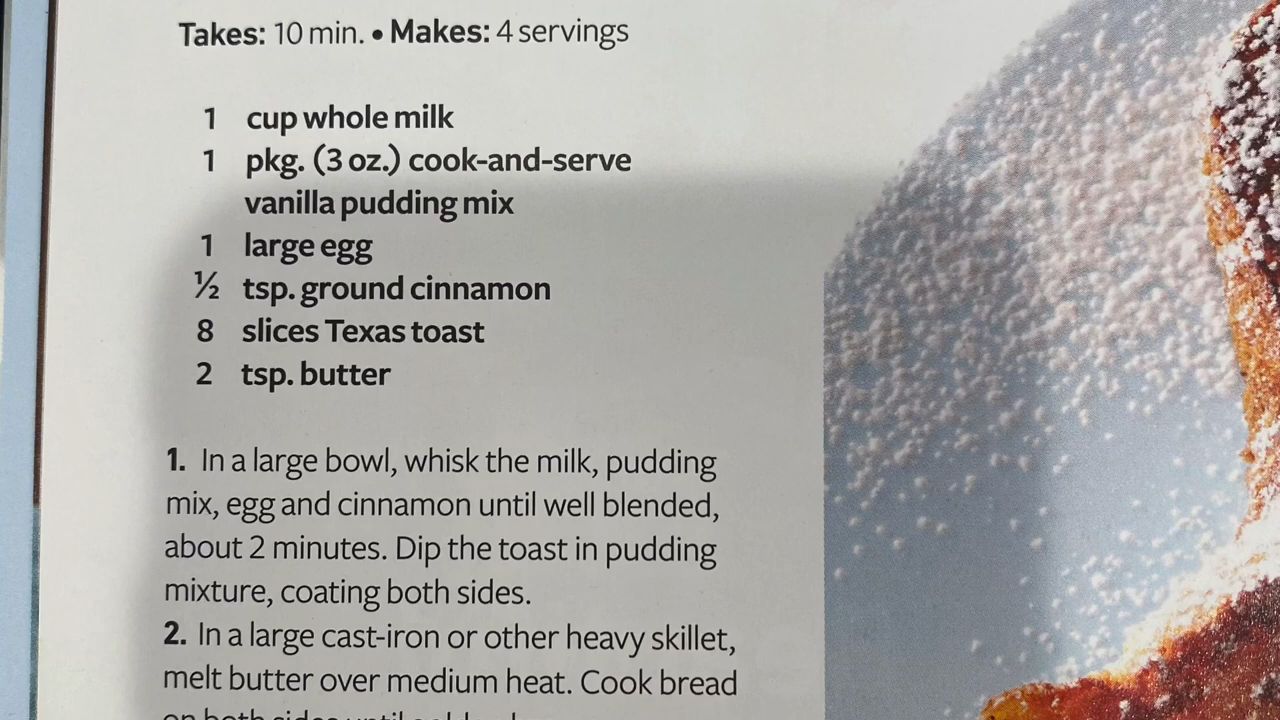 Takes: 10 min. • Makes: 4 servings
1 cup whole milk
1 pkg. (3 oz.) cook-and-serve
vanilla pudding mix
1 large egg
½ tsp. ground cinnamon
8 slices Texas toast
2 tsp. butter
1. In a large bowl, whisk the milk, pudding
mix, egg and cinnamon until well blended,
about 2 minutes. Dip the toast in pudding
mixture, coating both sides.
2. In a large cast-iron or other heavy skillet,
melt butter over medium heat. Cook bread
on both sides until